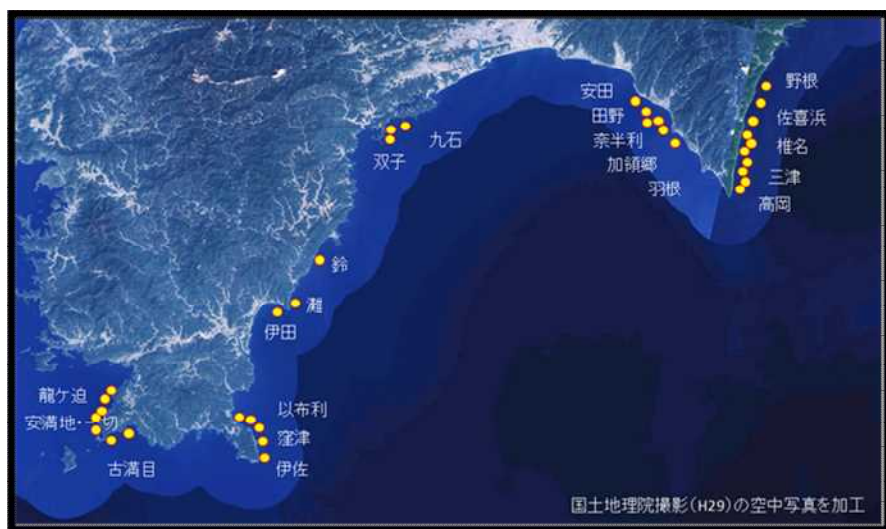 野根
安田
田野
佐喜浜
九石
奈半利
椎名
双子
加領郷
三津
羽根
高岡
鈴
灘
伊田
龍ケ迫
以布利
安満地・一切
窪津
古満目
伊佐
国土地理院撮影(H29)の空中写真を加工